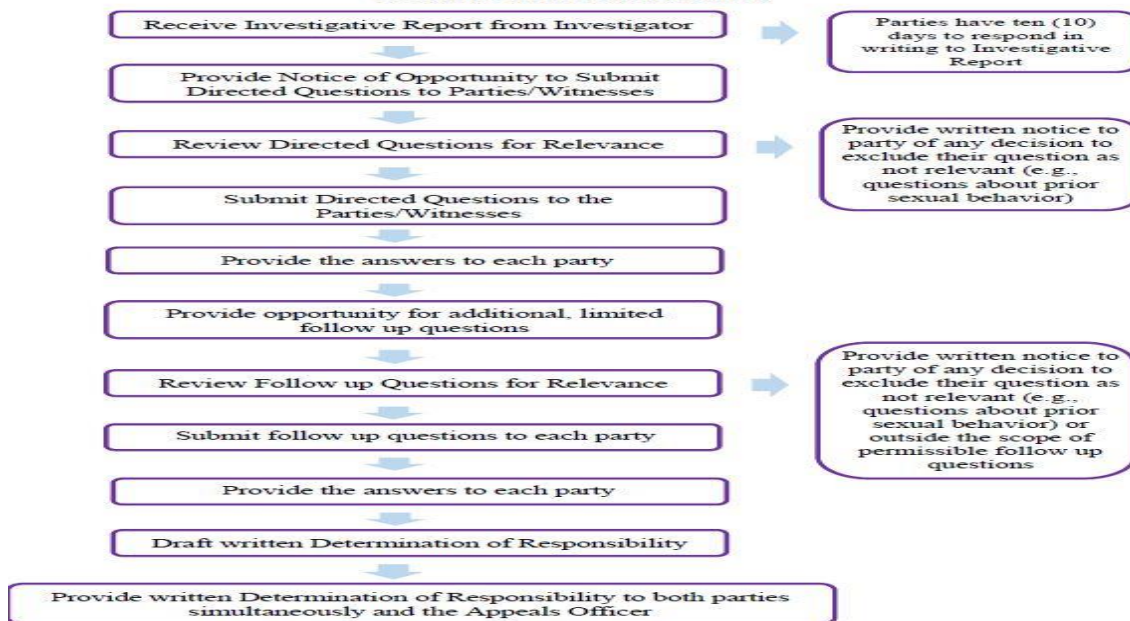 Receive Investigative Report from Investigator
Parties have ten (10)
days to respond in
writing to Investigative
Report
Provide Notice of Opportunity to Submit
Directed Questions to Parties/Witnesses
Review Directed Questions for Relevance
Provide written notice to
party of any decision to
exclude their question as
not relevant (e.g.,
questions about prior
sexual behavior)
Submit Directed Questions to the
Parties/Witnesses
Provide the answers to each party
Provide opportunity for additional, limited
follow up questions
Review Follow up Questions for Relevance
Provide written notice to
party of any decision to
exclude their question as
not relevant (e.g.,
questions about prior
sexual behavior) or
outside the scope of
permissible follow up
questions
Submit follow up questions to each party
Provide the answers to each party
Draft written Determination of Responsibility
Provide written Determination of Responsibility to both parties
simultaneously and the Appeals Officer